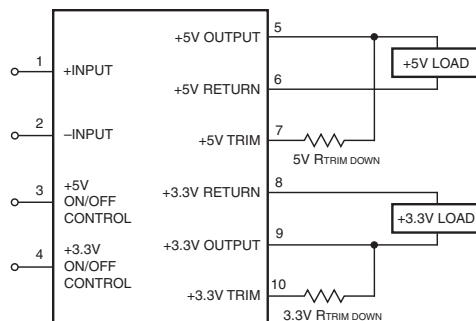 1
+INPUT
2
–INPUT
3
+5V
ON/OFF
CONTROL
4
+3.3V
ON/OFF
CONTROL
+5V OUTPUT
5
+5V RETURN
6
+5V TRIM
7
+3.3V RETURN
8
+3.3V OUTPUT
9
+3.3V TRIM
10
+5V LOAD
5V RTRIM DOWN
+3.3V LOAD
3.3V RTRIM DOWN